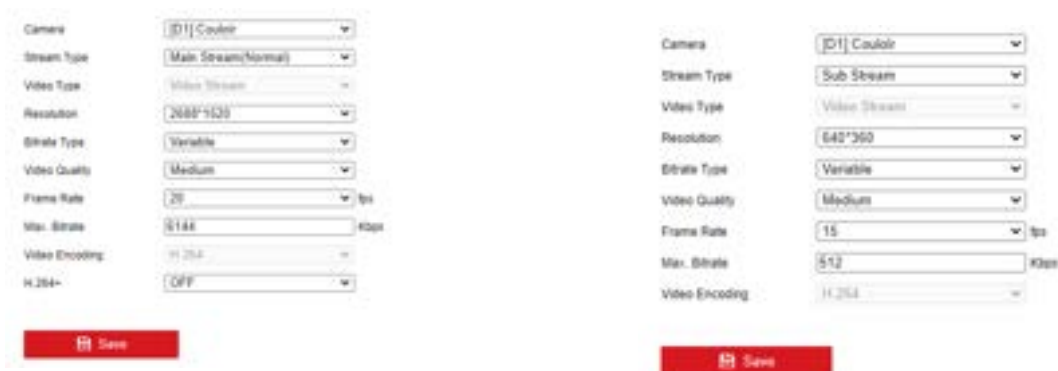 Camera [D1] Couloir
Stream Type Main Stream(Normal)
Video Type Video Stream
Resolution 2688*1520
Bitrate Type Variable
Video Quality Medium
Frame Rate 20 fps
Max. Bitrate 6144 Kbps
Video Encoding H.264
H.264+ OFF
Save
Camera [D1] Couloir
Stream Type Sub Stream
Video Type Video Stream
Resolution 640*360
Bitrate Type Variable
Video Quality Medium
Frame Rate 15 fps
Max. Bitrate 512 Kbps
Video Encoding H.264
Save